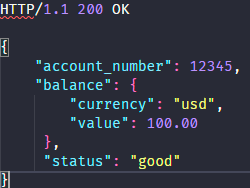 HTTP/1.1 200 OK
{
"account_number": 12345,
"balance": {
"currency": "usd",
"value": 100.00
},
"status": "good"
}